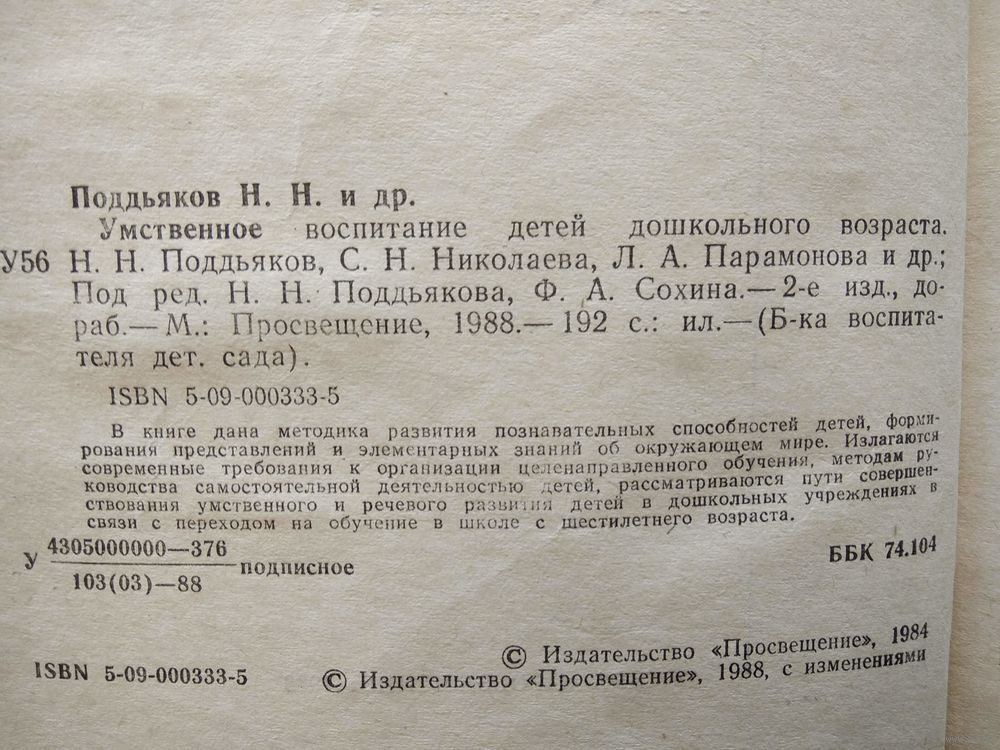 Поддьяков Н. Н. и др.
Умственное воспитание детей дошкольного возраста.
У56 Н. Н. Поддьяков, С. Н. Николаева, Л. А. Парамонова и др.;
Под ред. Н. Н. Поддьякова, Ф. А. Сохина.—2-е изд., до-
раб.— М.: Просвещение, 1988.— 192 с.: ил.— (Б-ка воспита-
теля дет. сада).
ISBN 5-09-000333-5
В книге дана методика развития познавательных способностей детей, форми-
рования представлений и элементарных знаний об окружающем мире. Излагаются
современные требования к организации целенаправленного обучения, методам ру-
ководства самостоятельной деятельностью детей, рассматриваются пути совершен-
ствования умственного и речевого развития детей в дошкольных учреждениях в
связи с переходом на обучение в школе с шестилетнего возраста.
У 4305000000—376
103(03)—88 подписное
ББК 74.104
© Издательство «Просвещение», 1984
ISBN 5-09-000333-5
© Издательство «Просвещение», 1988, с изменениями